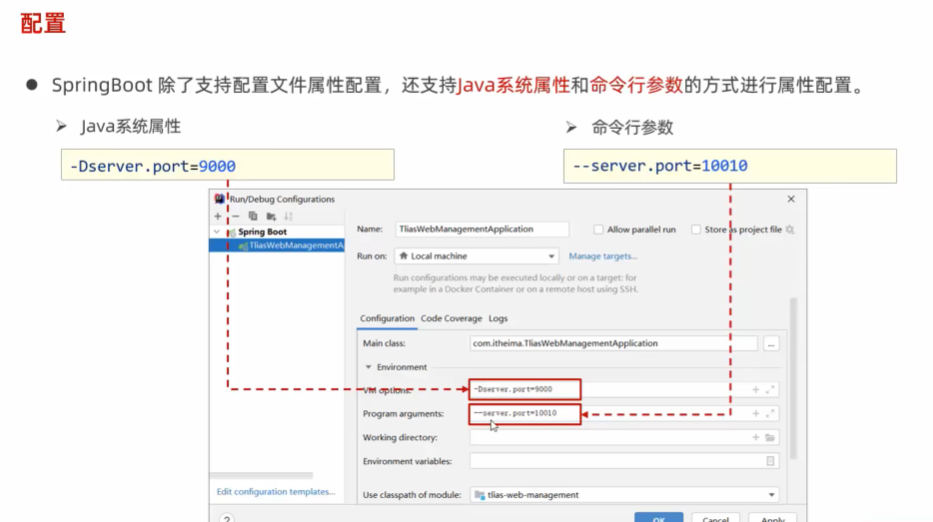 配置
SpringBoot 除了支持配置文件属性配置，还支持Java系统属性和命令行参数的方式进行属性配置。
Java系统属性
命令行参数
-Dserver.port=9000
--server.port=10010
Run/Debug Configurations
Spring Boot
TliasWebManagementA
Name: TliasWebManagementApplication
Allow parallel run
Store as project file
Run on: Local machine
Manage targets...
Run configurations may be executed locally or on a target: for
example in a Docker Container or on a remote host using SSH.
Configuration Code Coverage Logs
Main class: com.itheima.TliasWebManagementApplication
...
Environment
VM options: -Dserver.port=9000
Program arguments: --server.port=10010
Working directory:
Environment variables:
Use classpath of module: tlias-web-management
Edit configuration templates...
?
OK Cancel Apply